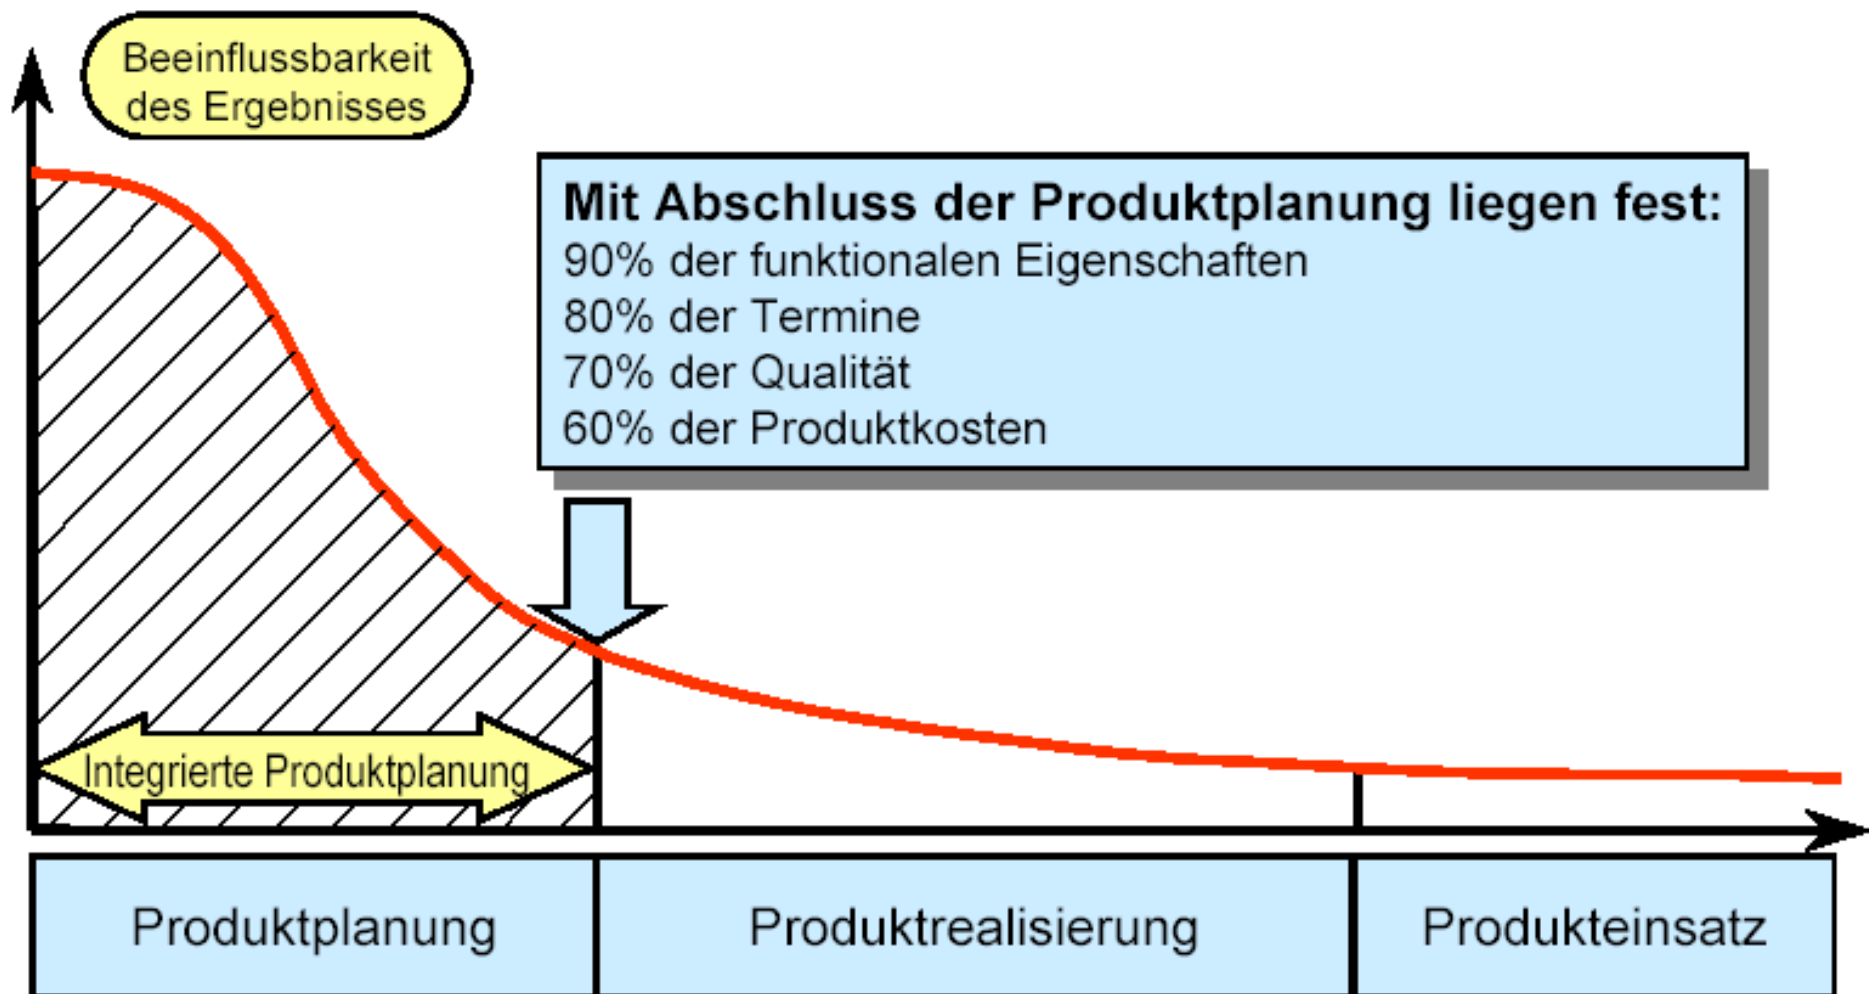 Beeinflussbarkeit
des Ergebnisses
Mit Abschluss der Produktplanung liegen fest:
90% der funktionalen Eigenschaften
80% der Termine
70% der Qualität
60% der Produktkosten
Integrierte Produktplanung
Produktplanung
Produktrealisierung
Produkteinsatz